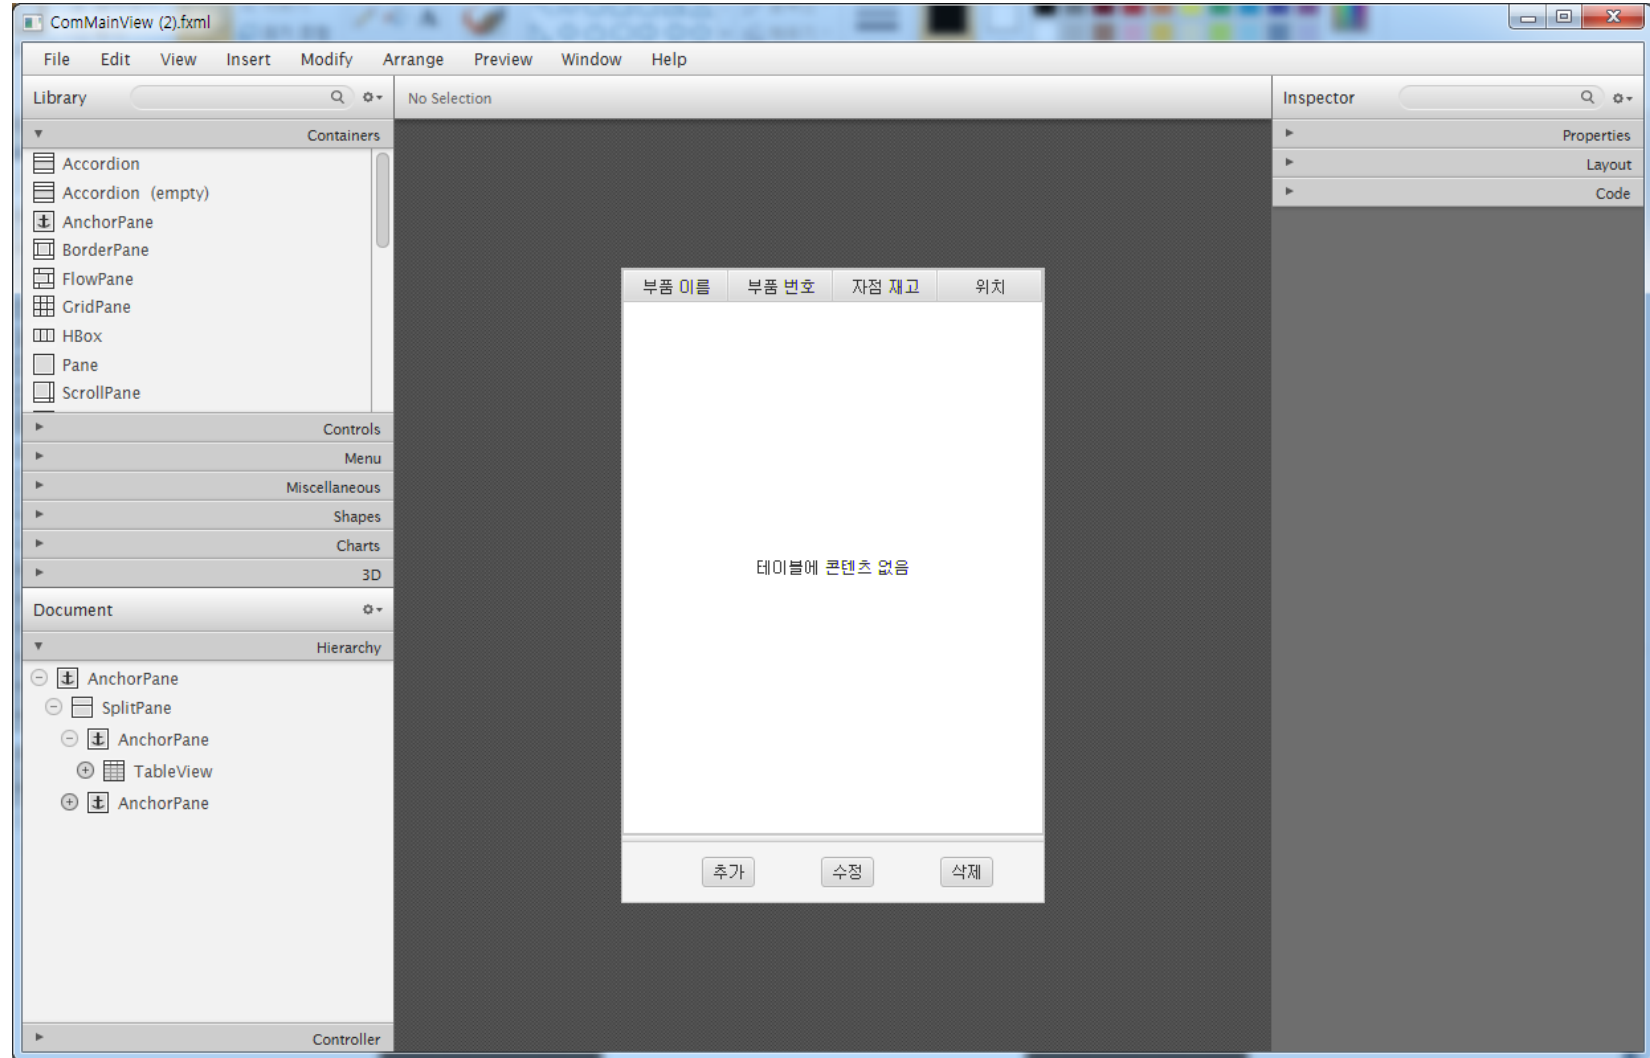 ComMainView (2).fxml
File Edit View Insert Modify Arrange Preview Window Help
Library
Containers
Accordion
Accordion (empty)
AnchorPane
BorderPane
FlowPane
GridPane
HBox
Pane
ScrollPane
Controls
Menu
Miscellaneous
Shapes
Charts
3D
Document
Hierarchy
AnchorPane
SplitPane
AnchorPane
TableView
AnchorPane
Controller
No Selection
부품 이름 부품 번호 자점 재고 위치
테이블에 콘텐츠 없음
추가 수정 삭제
Inspector
Properties
Layout
Code